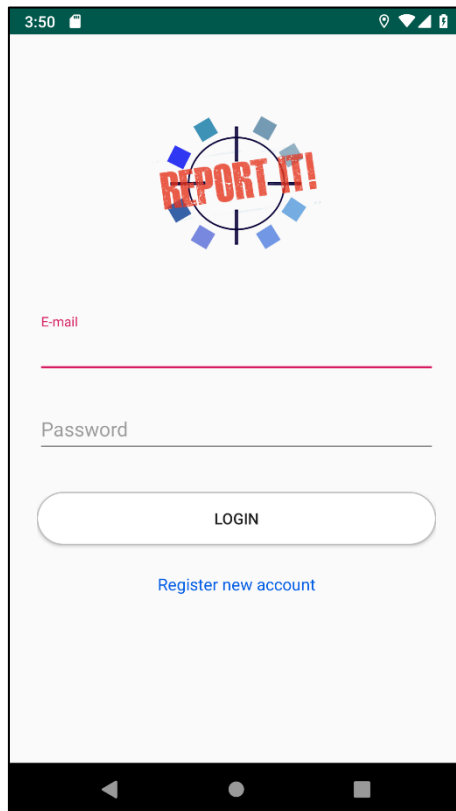 3:50
REPORT IT!
E-mail
Password
LOGIN
Register new account